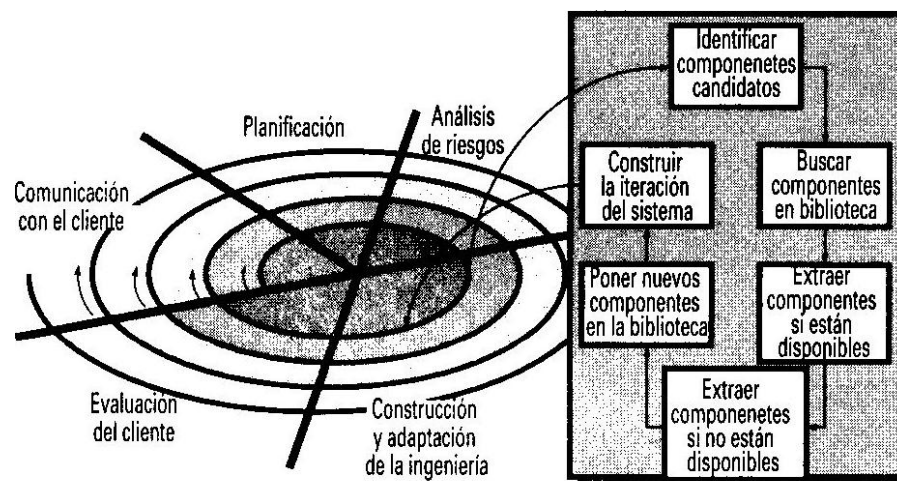 Planificación
Análisis
de riesgos
Comunicación
con el cliente
Evaluación
del cliente
Construcción
y adaptación
de la ingeniería
Identificar
componenetes
candidatos
Buscar
componentes
en biblioteca
Extraer
componentes
si están
disponibles
Extraer
componenetes
si no están
disponibles
Poner nuevos
componentes
en la biblioteca
Construir
la iteración
del sistema